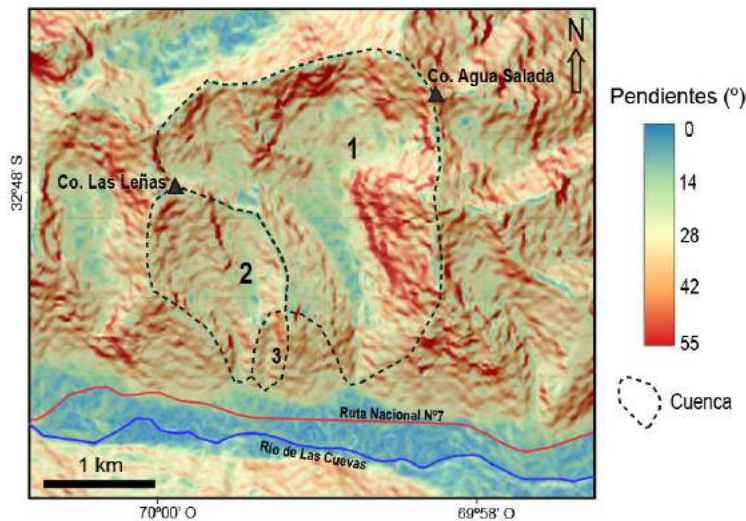 N
Co. Agua Salada
Pendientes (º)
1
0
14
28
42
55
32º48' S
Co. Las Leñas
2
3
Cuenca
Ruta Nacional Nº7
Río de Las Cuevas
1 km
70º00' O
69º58' O